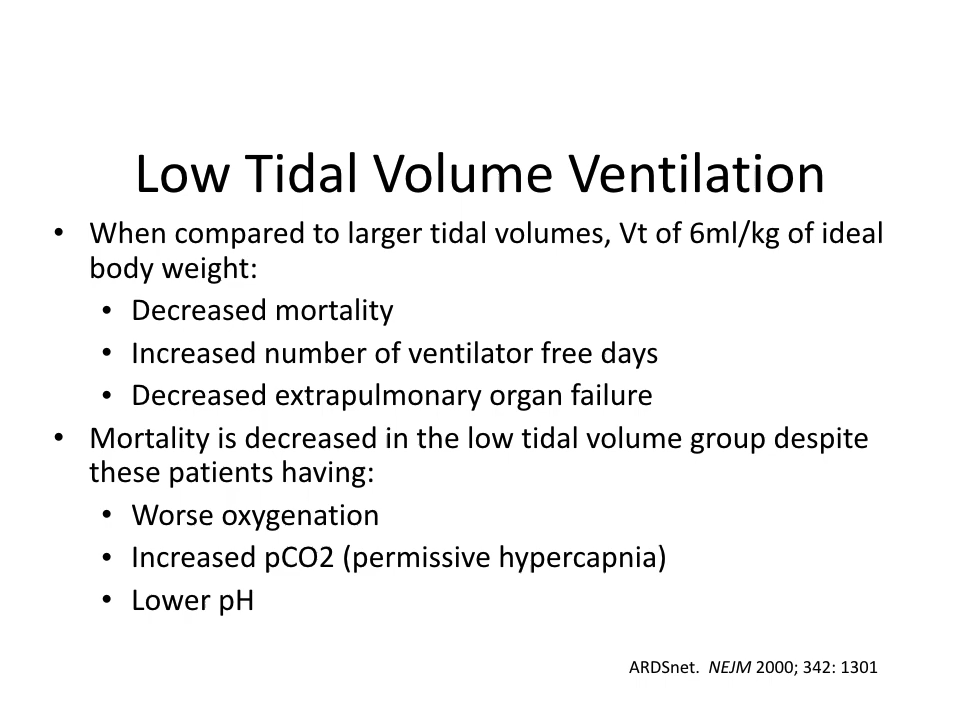 Low Tidal Volume Ventilation
• When compared to larger tidal volumes, Vt of 6ml/kg of ideal
body weight:
• Decreased mortality
• Increased number of ventilator free days
• Decreased extrapulmonary organ failure
• Mortality is decreased in the low tidal volume group despite
these patients having:
• Worse oxygenation
• Increased pCO2 (permissive hypercapnia)
• Lower pH
ARDSnet. NEJM 2000; 342: 1301